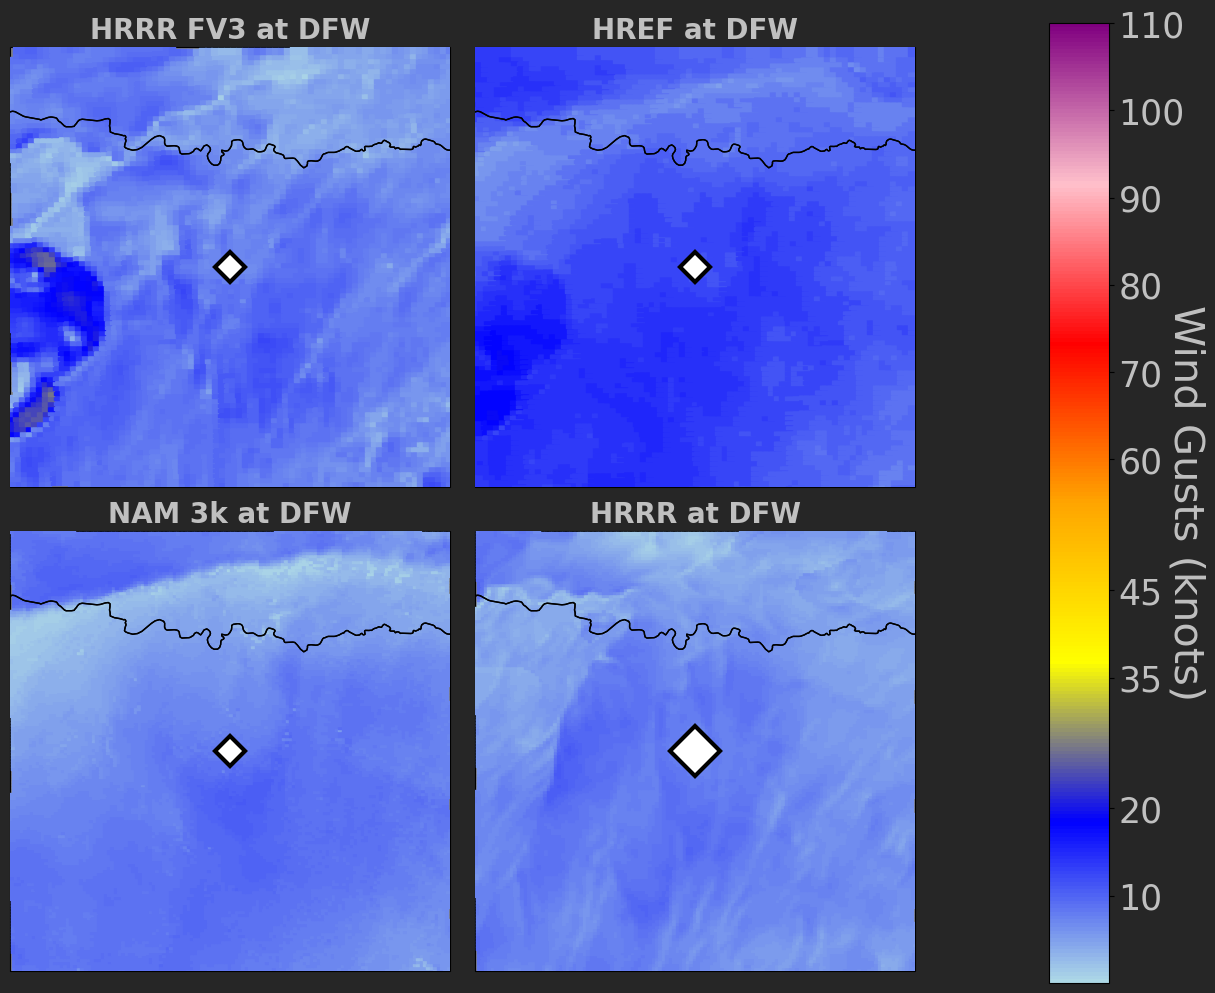 HRRR FV3 at DFW
HREF at DFW
NAM 3k at DFW
HRRR at DFW
110
100
90
80
70
60
45
35
20
10
Wind Gusts (knots)